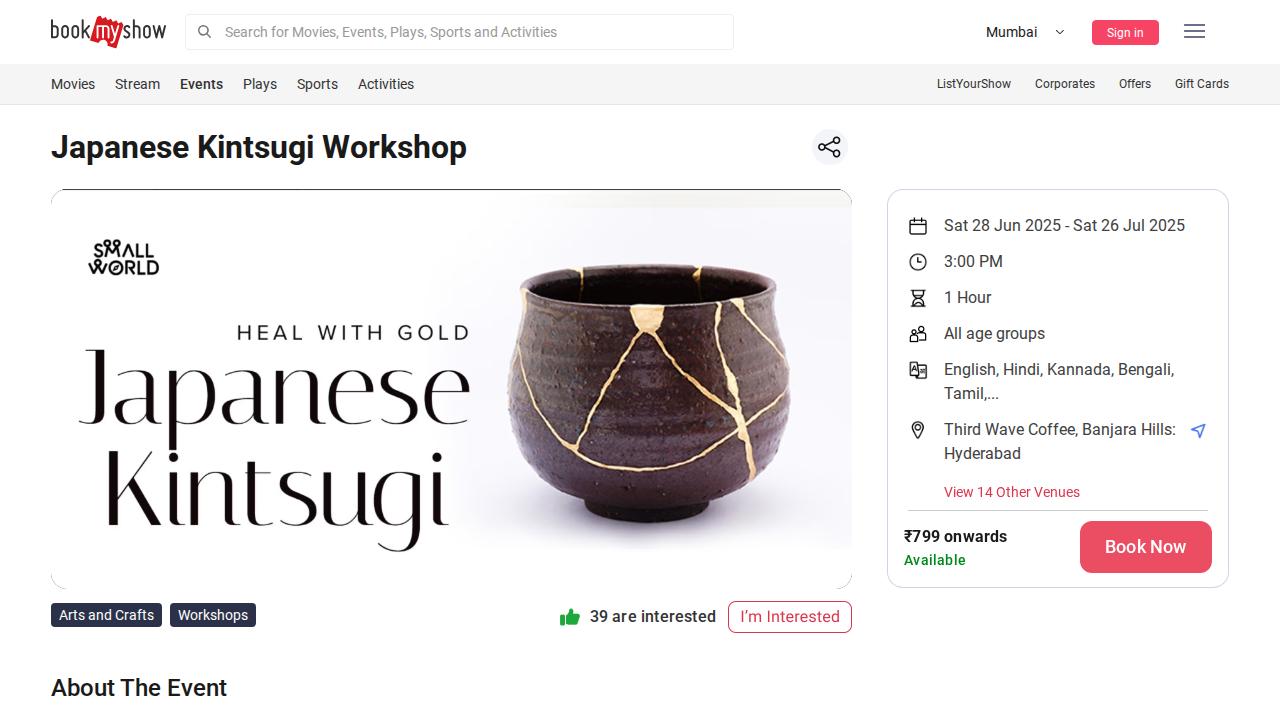 bookmyshow
Search for Movies, Events, Plays, Sports and Activities
Mumbai
Sign in
Movies
Stream
Events
Plays
Sports
Activities
ListYourShow
Corporates
Offers
Gift Cards
Japanese Kintsugi Workshop
SMALL
WORLD
HEAL WITH GOLD
Japanese
Kintsugi
Sat 28 Jun 2025 - Sat 26 Jul 2025
3:00 PM
1 Hour
All age groups
English, Hindi, Kannada, Bengali,
Tamil,...
Third Wave Coffee, Banjara Hills:
Hyderabad
View 14 Other Venues
₹799 onwards
Available
Book Now
Arts and Crafts
Workshops
39 are interested
I'm Interested
About The Event